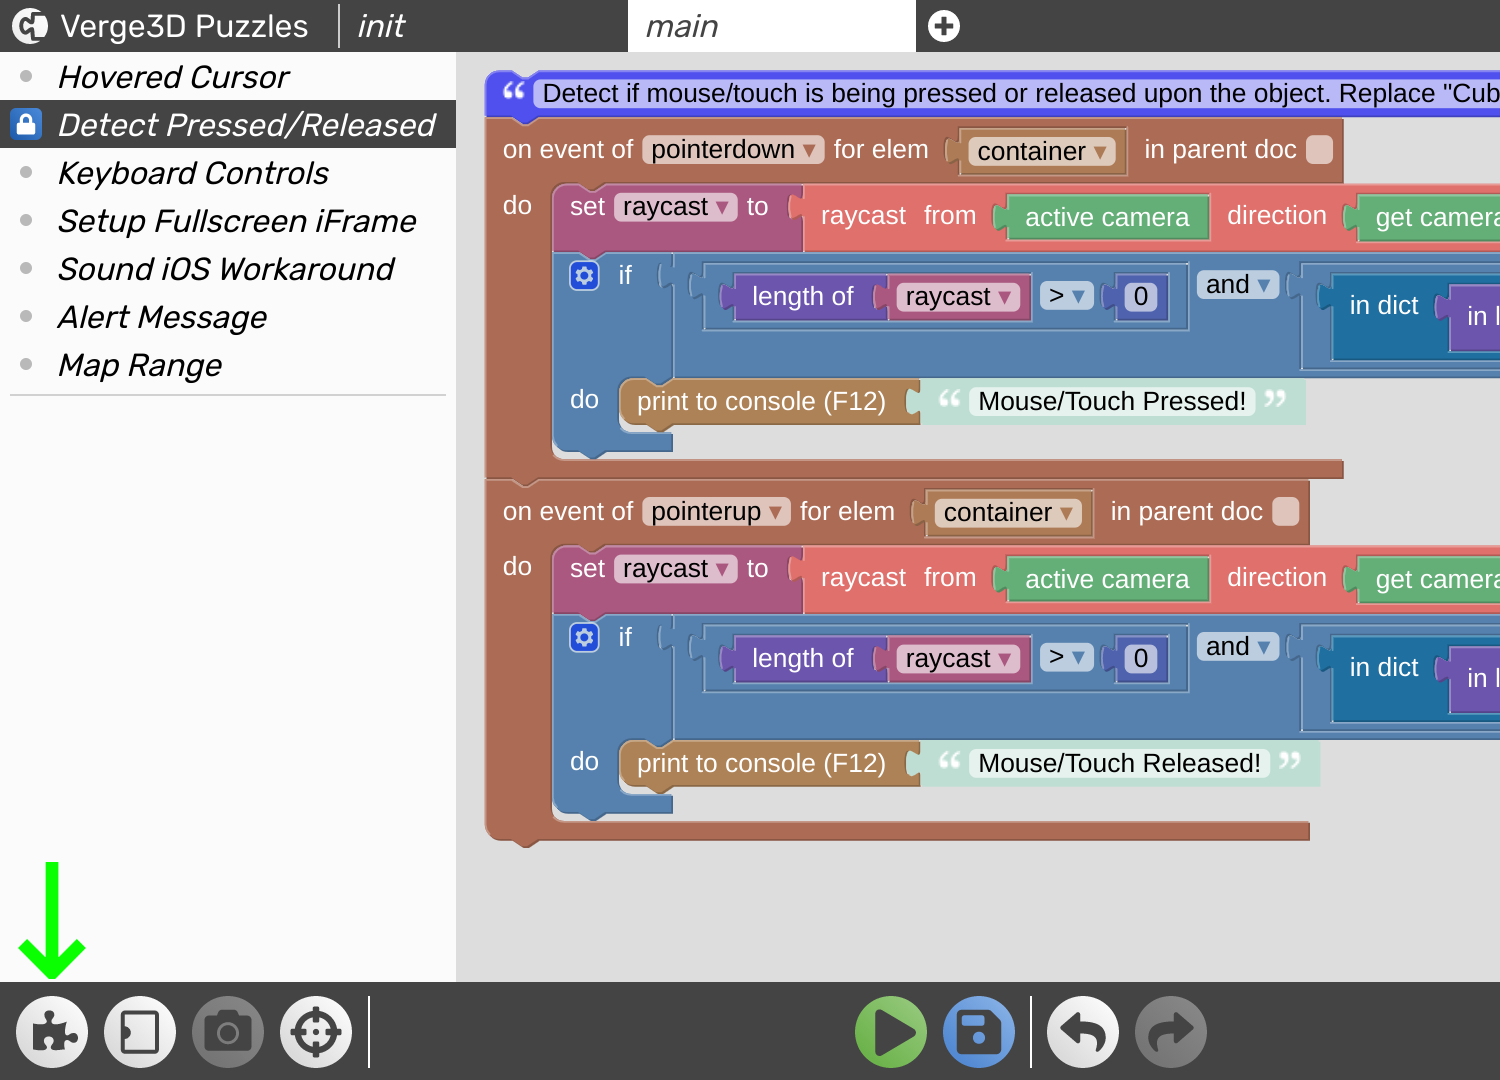 Verge3D Puzzles init main
Hovered Cursor
Detect Pressed/Released
Keyboard Controls
Setup Fullscreen iFrame
Sound iOS Workaround
Alert Message
Map Range
“ Detect if mouse/touch is being pressed or released upon the object. Replace "Cub
on event of pointerdown ▾ for elem container ▾ in parent doc
do set raycast ▾ to raycast from active camera direction get camera
if length of raycast ▾ > ▾ 0 and ▾ in dict in l
do print to console (F12) “ Mouse/Touch Pressed! ”
on event of pointerup ▾ for elem container ▾ in parent doc
do set raycast ▾ to raycast from active camera direction get camera
if length of raycast ▾ > ▾ 0 and ▾ in dict in l
do print to console (F12) “ Mouse/Touch Released! ”